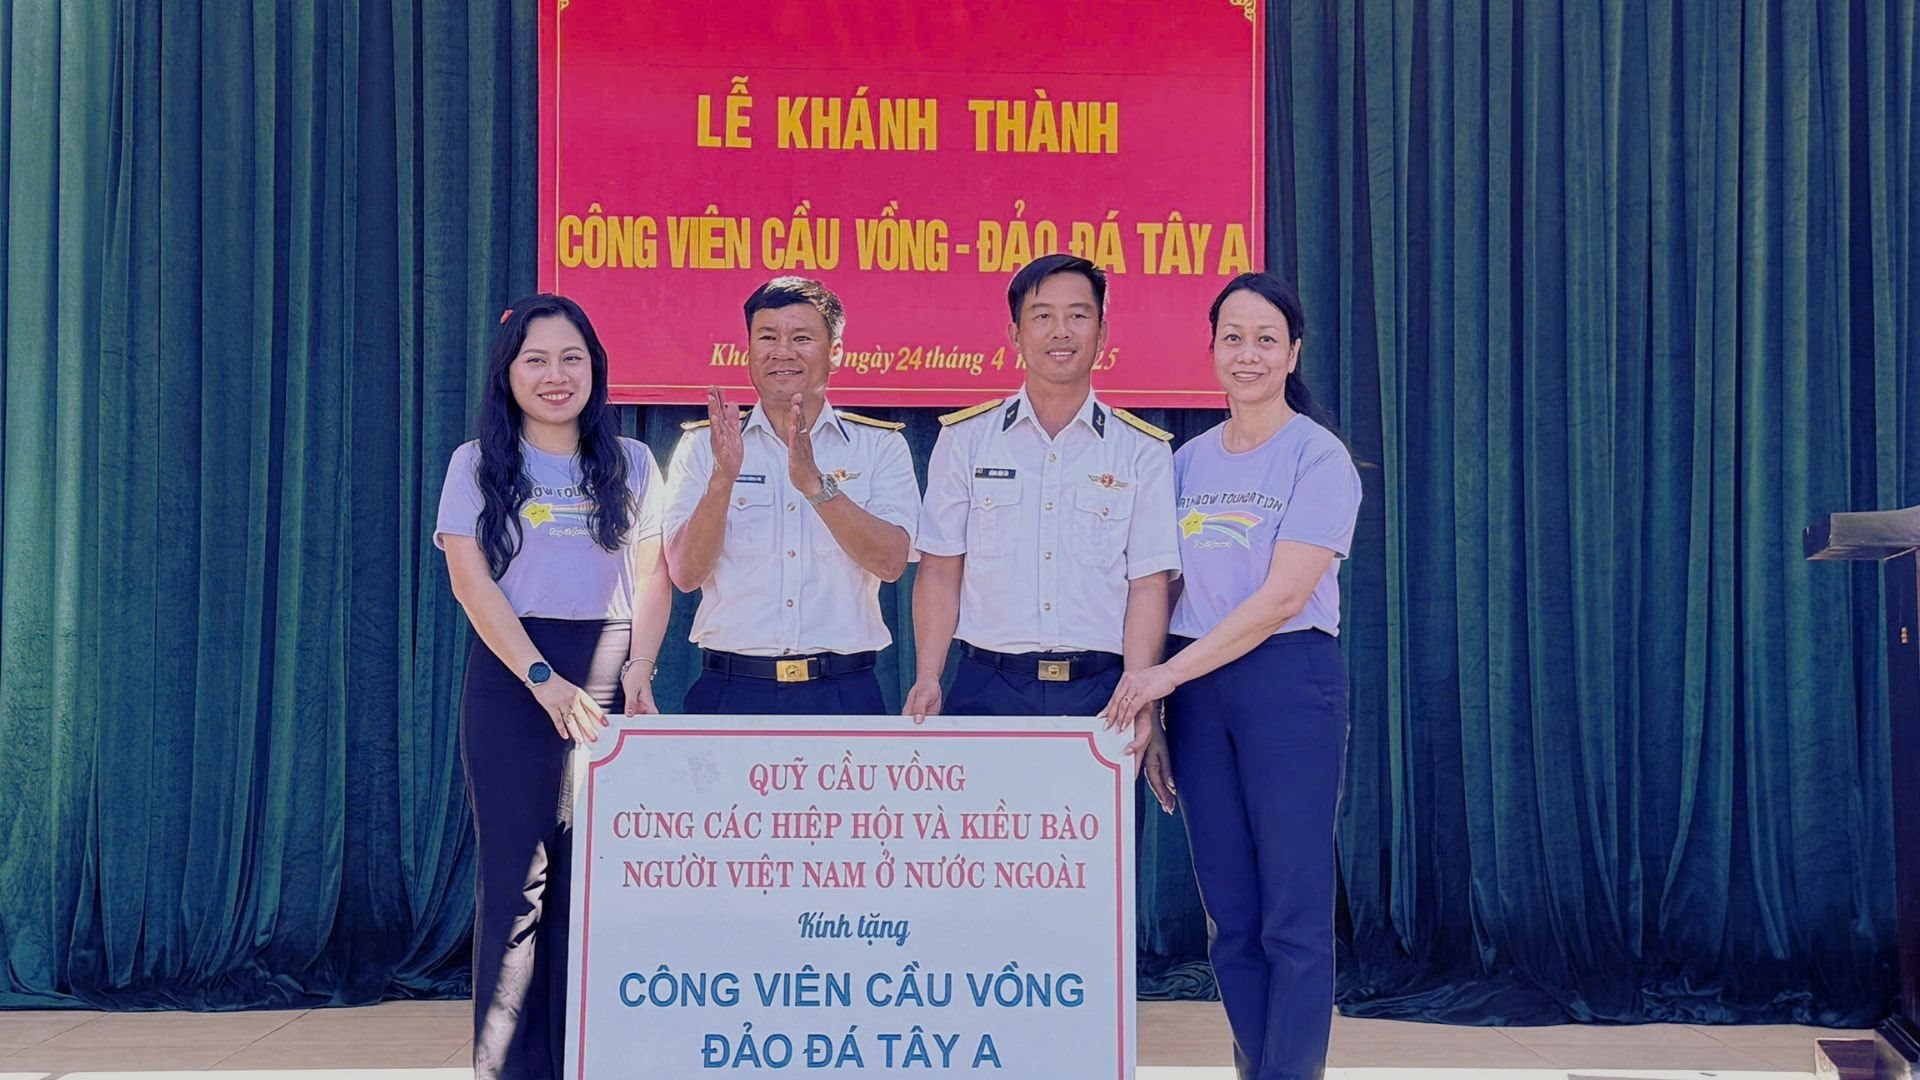 LỄ KHÁNH THÀNH
CÔNG VIÊN CẦU VỒNG - ĐẢO ĐÁ TÂY A
ngày 24 tháng 4
RAINBOW FOUNDATION
QUỸ CẦU VỒNG
CÙNG CÁC HIỆP HỘI VÀ KIỀU BÀO
NGƯỜI VIỆT NAM Ở NƯỚC NGOÀI
Kính tặng
CÔNG VIÊN CẦU VỒNG
ĐẢO ĐÁ TÂY A